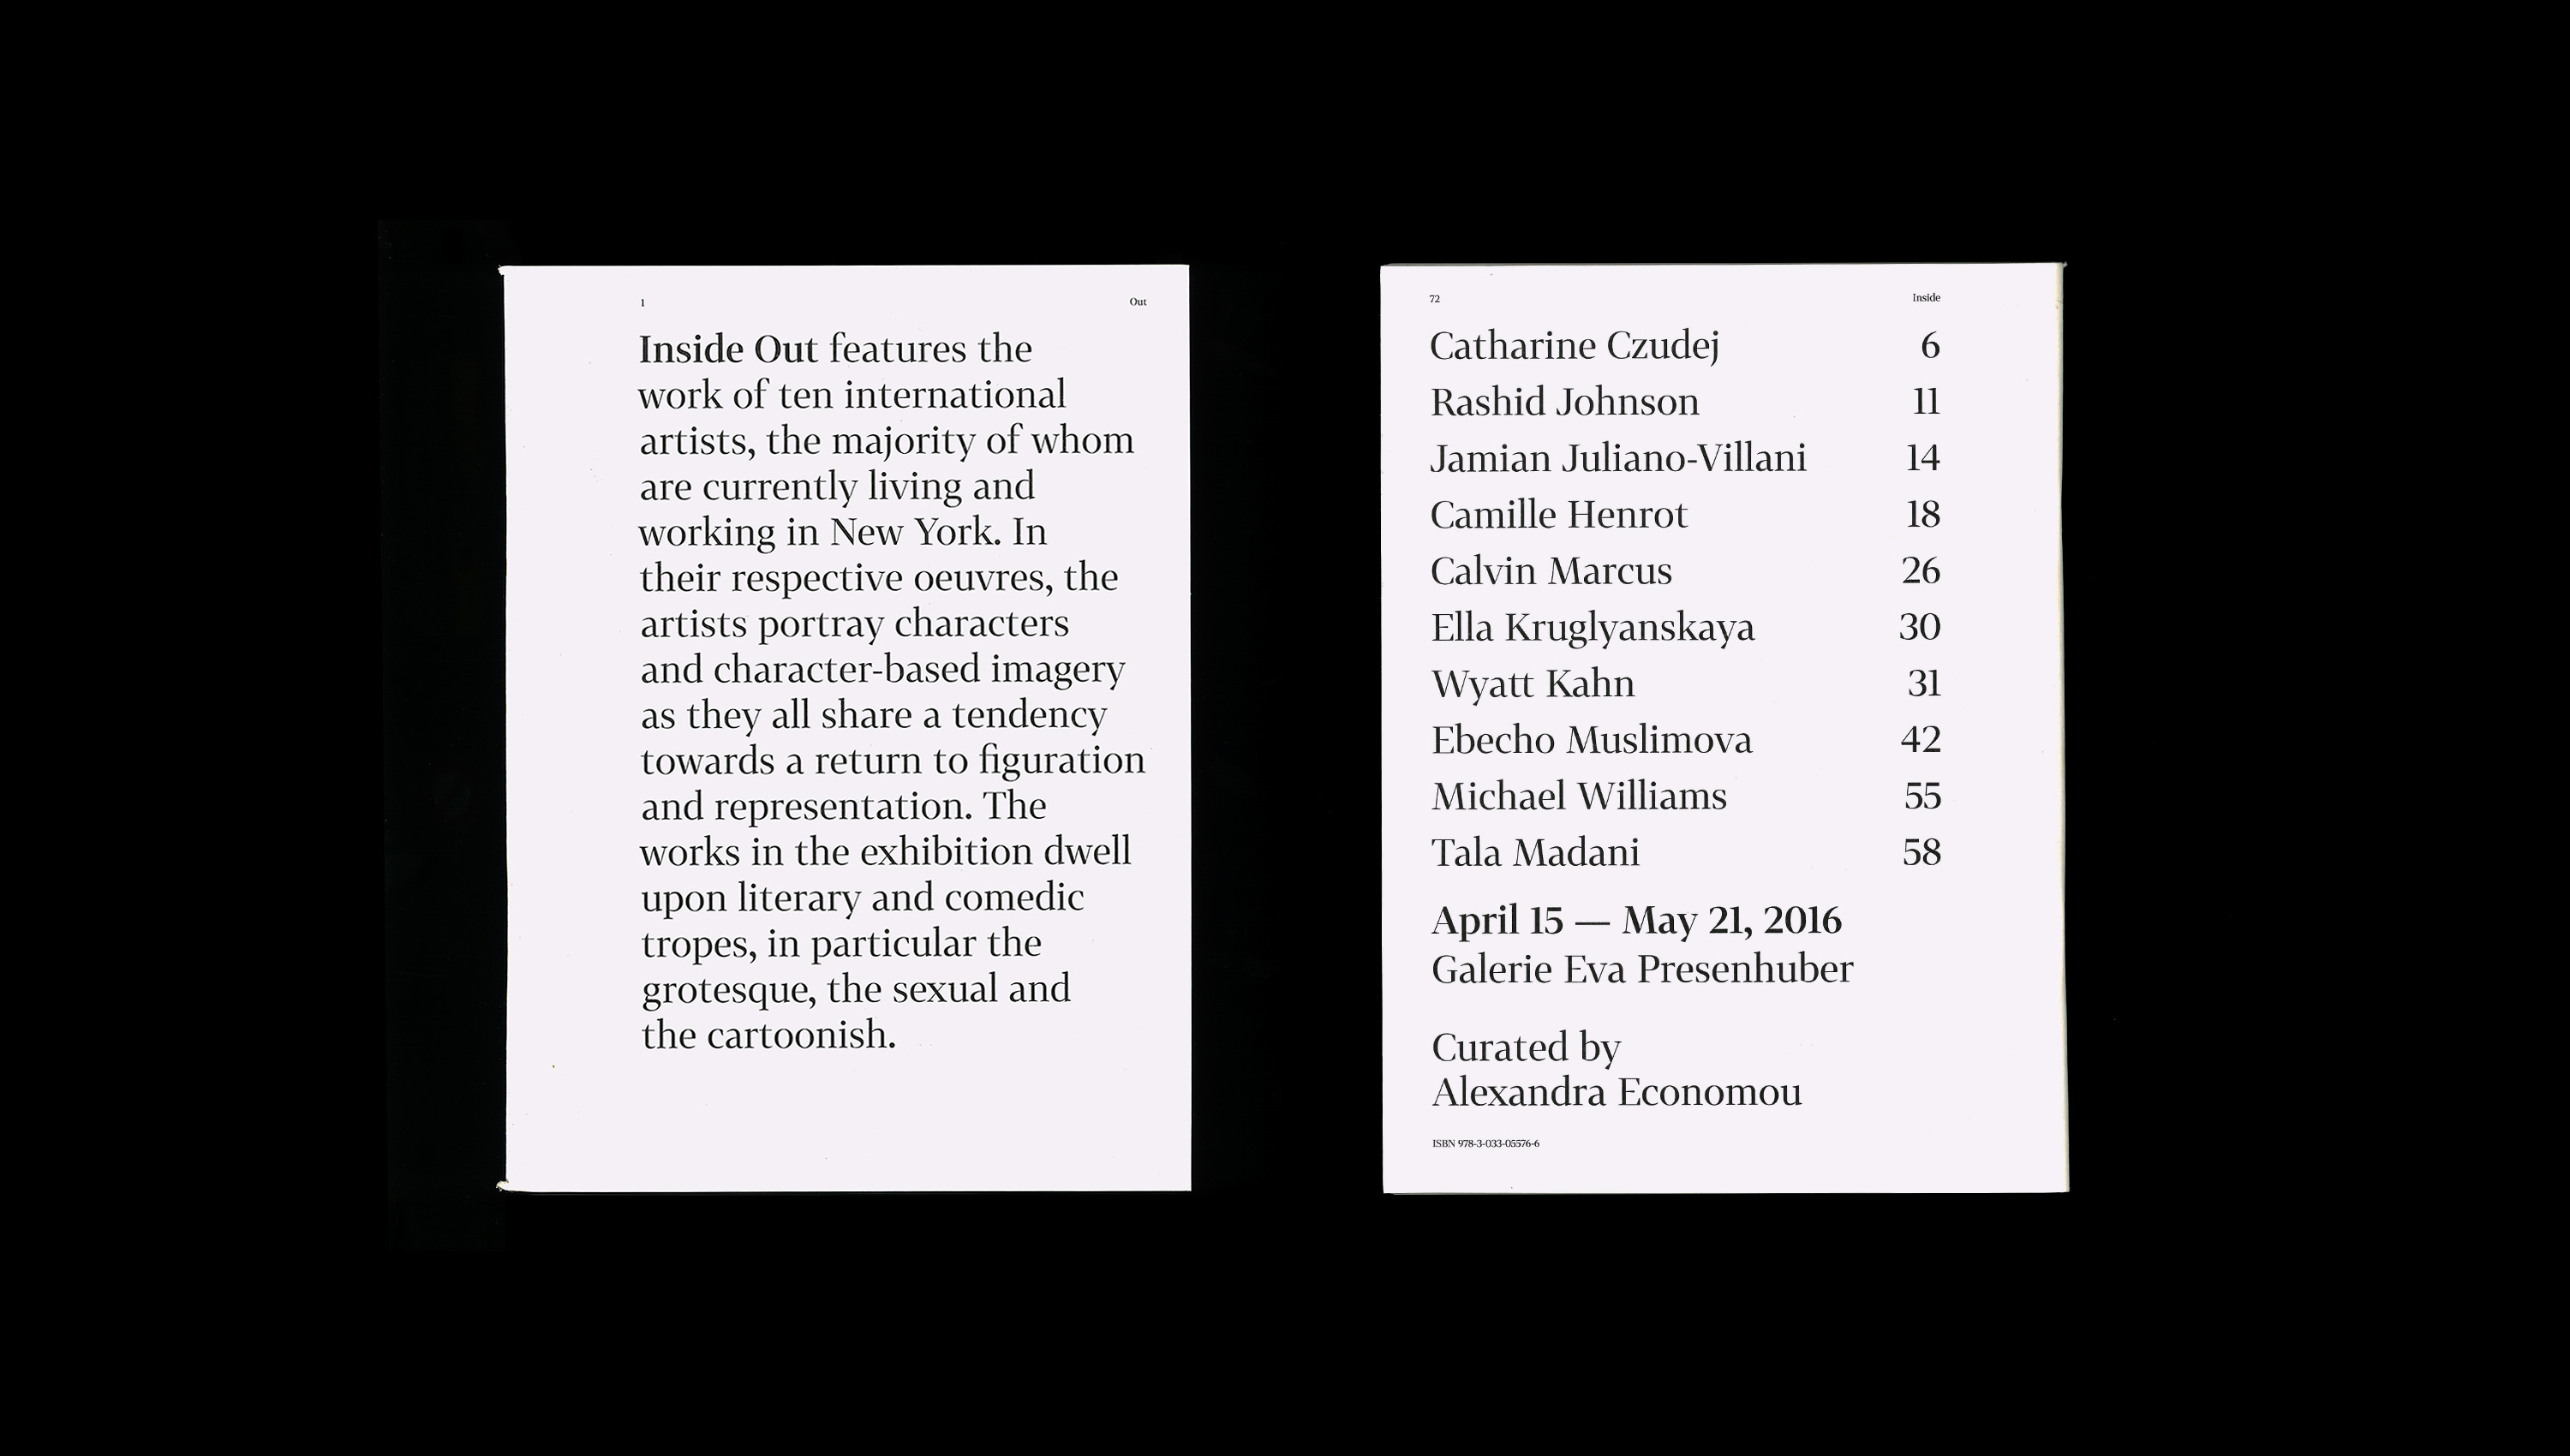 1 Out
Inside Out features the
work of ten international
artists, the majority of whom
are currently living and
working in New York. In
their respective oeuvres, the
artists portray characters
and character-based imagery
as they all share a tendency
towards a return to figuration
and representation. The
works in the exhibition dwell
upon literary and comedic
tropes, in particular the
grotesque, the sexual and
the cartoonish.
72 Inside
Catharine Czudej 6
Rashid Johnson 11
Jamian Juliano-Villani 14
Camille Henrot 18
Calvin Marcus 26
Ella Kruglyanskaya 30
Wyatt Kahn 31
Ebecho Muslimova 42
Michael Williams 55
Tala Madani 58
April 15 — May 21, 2016
Galerie Eva Presenhuber
Curated by
Alexandra Economou
ISBN 978-3-033-05576-6